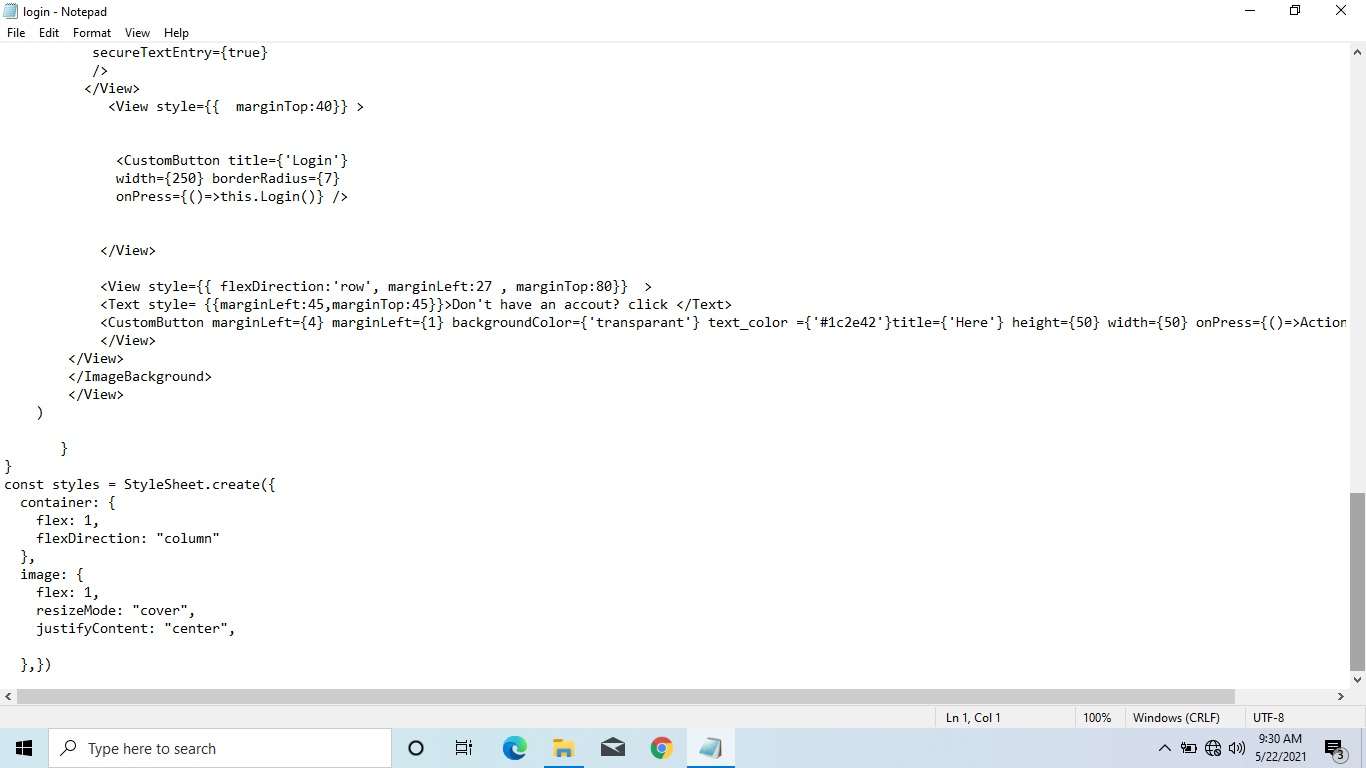 login - Notepad
File Edit Format View Help
secureTextEntry={true}
/>
</View>
<View style={{  marginTop:40}} >
<CustomButton title={'Login'}
width={250} borderRadius={7}
onPress={()=>this.Login()} />
</View>
<View style={{ flexDirection:'row', marginLeft:27 , marginTop:80}}  >
<Text style= {{marginLeft:45,marginTop:45}}>Don't have an accout? click </Text>
<CustomButton marginLeft={4} marginLeft={1} backgroundColor={'transparant'} text_color ={'#1c2e42'}title={'Here'} height={50} width={50} onPress={()=>Action
</View>
</View>
</ImageBackground>
</View>
)
}
}
const styles = StyleSheet.create({
container: {
flex: 1,
flexDirection: "column"
},
image: {
flex: 1,
resizeMode: "cover",
justifyContent: "center",
},})
Ln 1, Col 1 100% Windows (CRLF) UTF-8
Type here to search
9:30 AM
5/22/2021
3